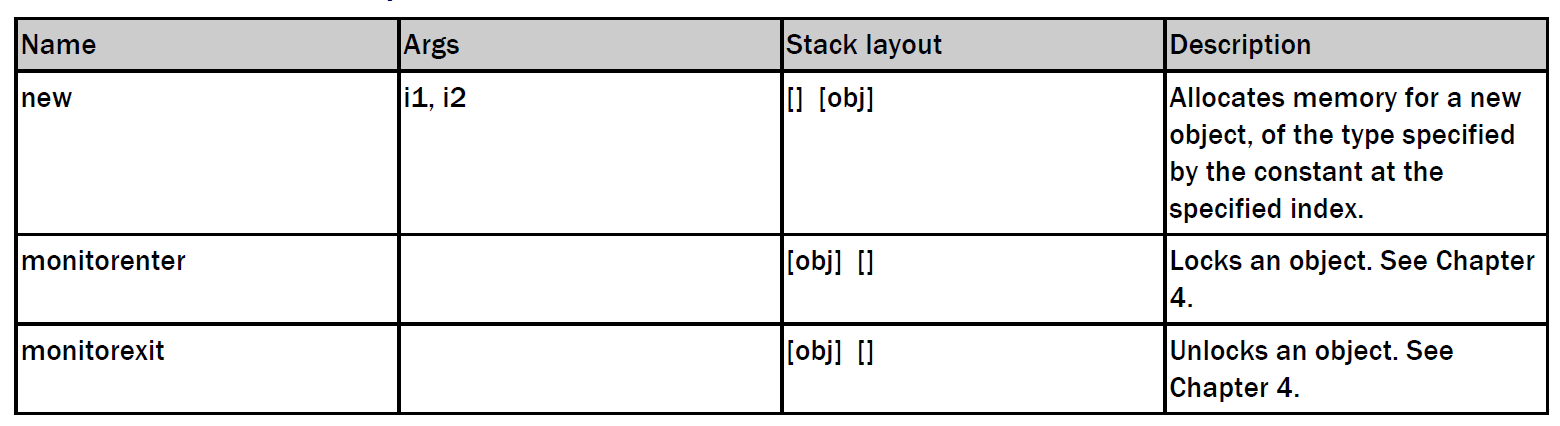 Name Args Stack layout Description
new i1, i2 [] [obj] Allocates memory for a new
object, of the type specified
by the constant at the
specified index.
monitorenter [obj] [] Locks an object. See Chapter
4.
monitorexit [obj] [] Unlocks an object. See
Chapter 4.